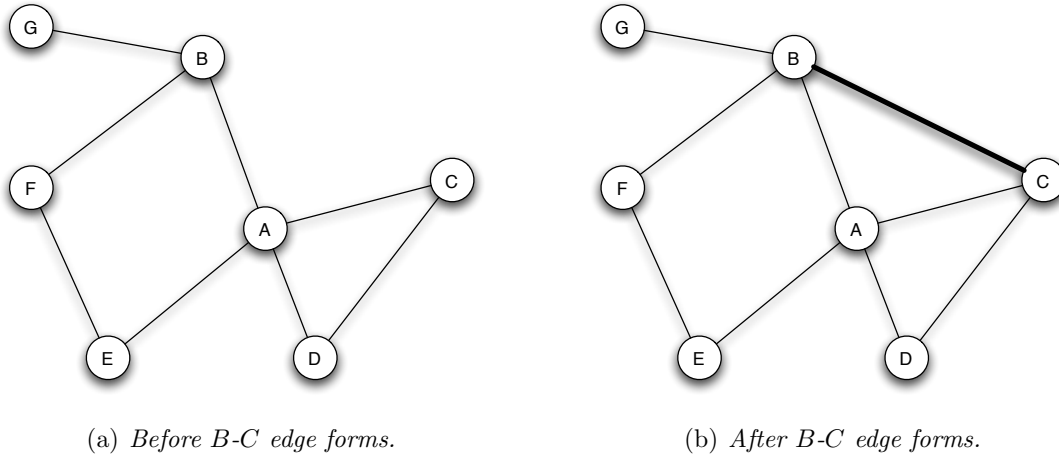 G
B
F
C
A
E
D
(a) Before B-C edge forms.
G
B
F
C
A
E
D
(b) After B-C edge forms.